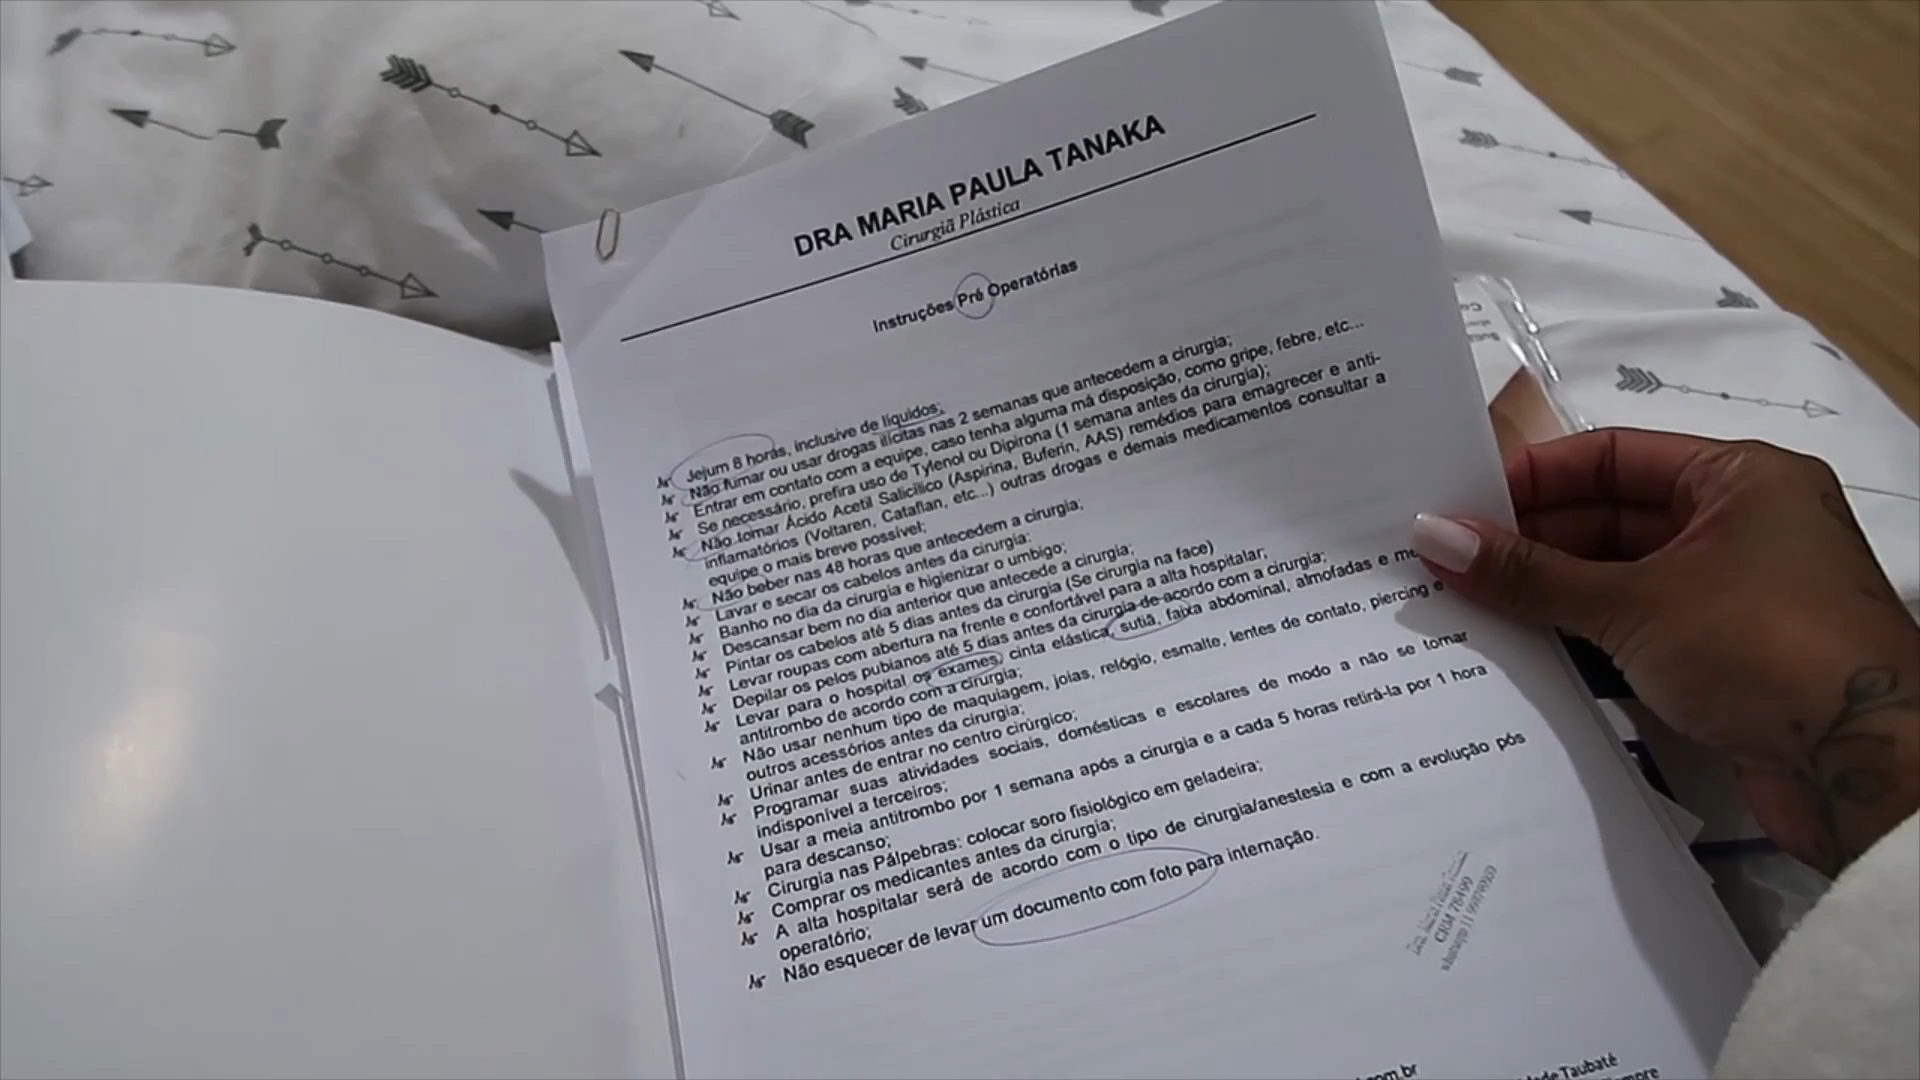 DRA MARIA PAULA TANAKA
Cirurgiã Plástica
Instruções Pré Operatórias
Jejum 8 horas, inclusive de líquidos;
Não fumar ou usar drogas ilícitas nas 2 semanas que antecedem a cirurgia;
Entrar em contato com a equipe, caso tenha alguma má disposição, como gripe, febre, etc...
Se necessário, prefira uso de Tylenol ou Dipirona (1 semana antes da cirurgia);
Não tomar Ácido Acetil Salicílico (Aspirina, Buferin, AAS) remédios para emagrecer e anti-
inflamatórios (Voltaren, Cataflan, etc...) outras drogas e demais medicamentos consultar a
equipe o mais breve possível;
Não beber nas 48 horas que antecedem a cirurgia;
Lavar e secar os cabelos antes da cirurgia;
Banho no dia da cirurgia e higienizar o umbigo;
Descansar bem no dia anterior que antecede a cirurgia;
Pintar os cabelos até 5 dias antes da cirurgia (Se cirurgia na face)
Levar roupas com abertura na frente e confortável para a alta hospitalar;
Depilar os pelos pubianos até 5 dias antes da cirurgia de acordo com a cirurgia;
Levar para o hospital os exames, cinta elástica, sutiã, faixa abdominal, almofadas e
antitrombo de acordo com a cirurgia;
Não usar nenhum tipo de maquiagem, joias, relógio, esmalte, lentes de contato, piercing e
outros acessórios antes da cirurgia;
Urinar antes de entrar no centro cirúrgico;
Programar suas atividades sociais, domésticas e escolares de modo a não se tornar
indisponível a terceiros;
Usar a meia antitrombo por 1 semana após a cirurgia e a cada 5 horas retirá-la por 1 hora
para descanso;
Cirurgia nas Pálpebras: colocar soro fisiológico em geladeira;
Comprar os medicantes antes da cirurgia;
A alta hospitalar será de acordo com o tipo de cirurgia/anestesia e com a evolução pós
operatório;
Não esquecer de levar um documento com foto para internação.
CRM 78499
om.br
de Taubaté